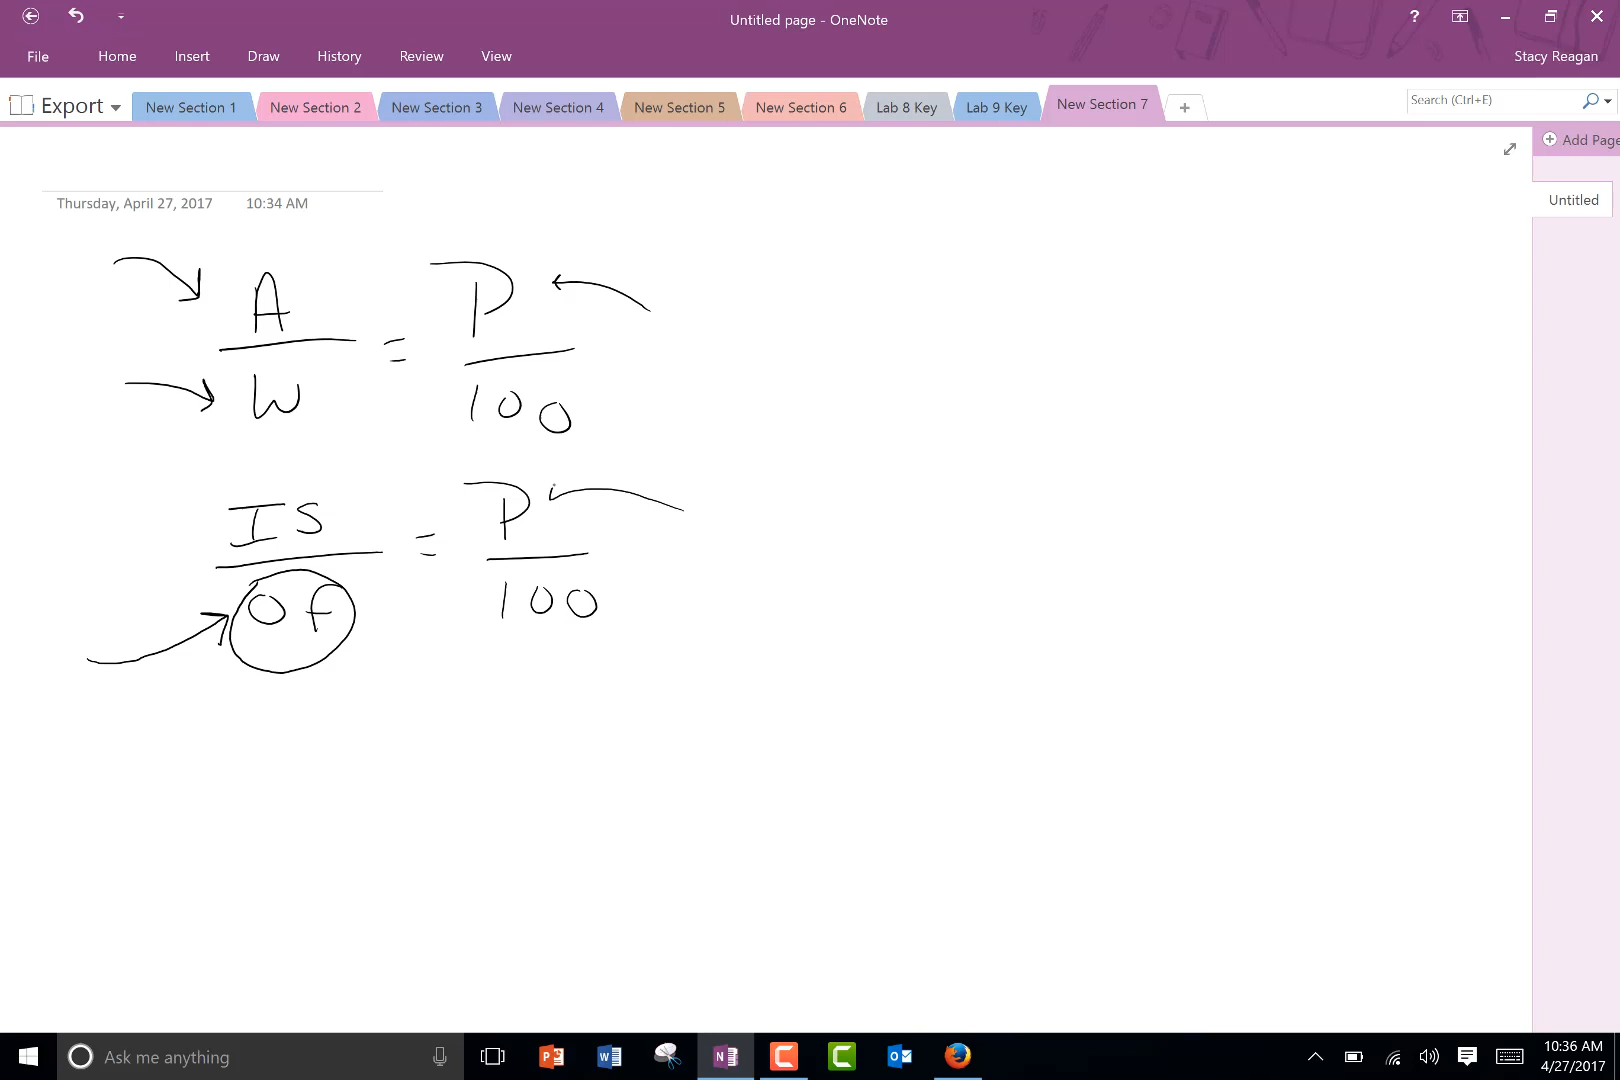 Untitled page - OneNote
?
File Home Insert Draw History Review View
Stacy Reagan
Export New Section 1 New Section 2 New Section 3 New Section 4 New Section 5 New Section 6 Lab 8 Key Lab 9 Key New Section 7 +
Search (Ctrl+E)
Add Page
Untitled
Thursday, April 27, 2017 10:34 AM
A P
=
W 100
IS P
=
Of 100
Ask me anything
10:36 AM
4/27/2017